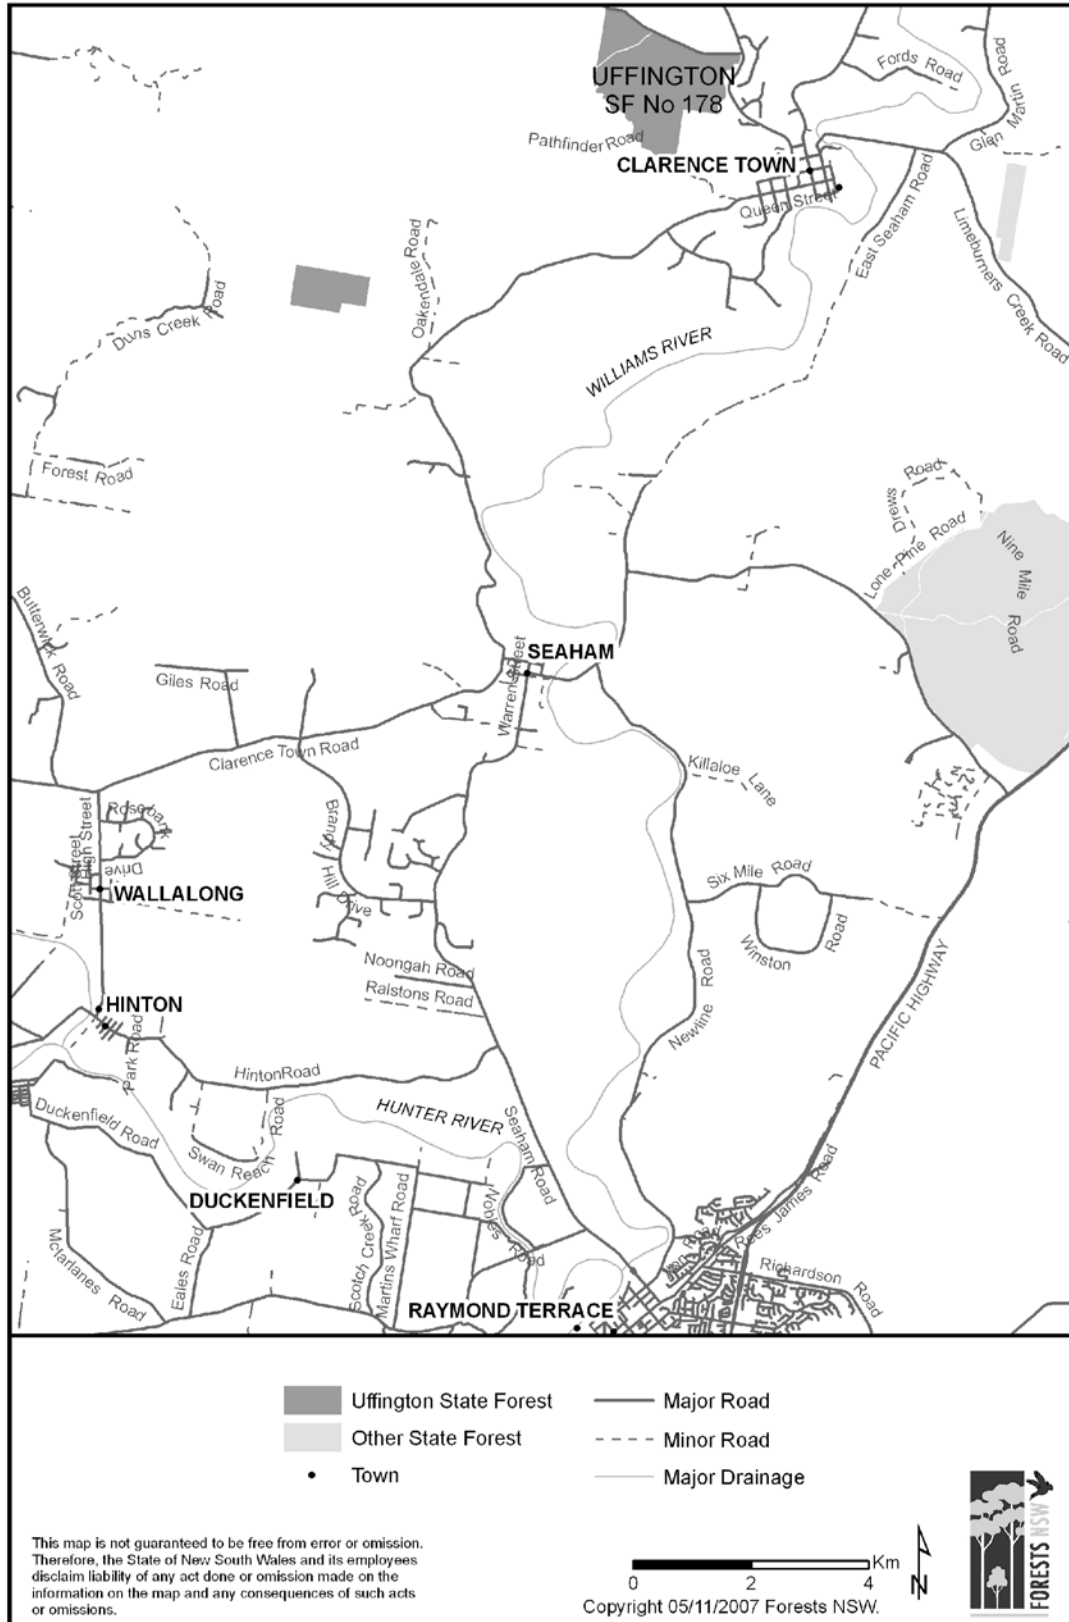 UFFINGTON
SF No 178
Fords Road
Glen Martin Road
Pathfinder Road
CLARENCE TOWN
Queen Street
East Seaham Road
Limeburners Creek Road
Oakendale Road
Duns Creek Road
WILLIAMS RIVER
Forest Road
Drews Road
Lone Pine Road
Nine Mile Road
Butterwick Road
SEAHAM
Warren Street
Giles Road
Clarence Town Road
Killaloe Lane
Rosebank Drive
High Street
Scott Street
Brandy Hill Drive
WALLALONG
Six Mile Road
Winston Road
Noongah Road
Ralstons Road
Newline Road
PACIFIC HIGHWAY
HINTON
Park Road
Hinton Road
HUNTER RIVER
Duckenfield Road
Swan Reach Road
Seaham Road
DUCKENFIELD
Nobles Road
Rees James Road
Mcfarlanes Road
Eales Road
Scotch Creek Road
Martins Wharf Road
Richardson Road
RAYMOND TERRACE
Uffington State Forest
Other State Forest
Town
Major Road
Minor Road
Major Drainage
This map is not guaranteed to be free from error or omission.
Therefore, the State of New South Wales and its employees
disclaim liability of any act done or omission made on the
information on the map and any consequences of such acts
or omissions.
Km
0 2 4
N
Copyright 05/11/2007 Forests NSW.
FORESTS NSW